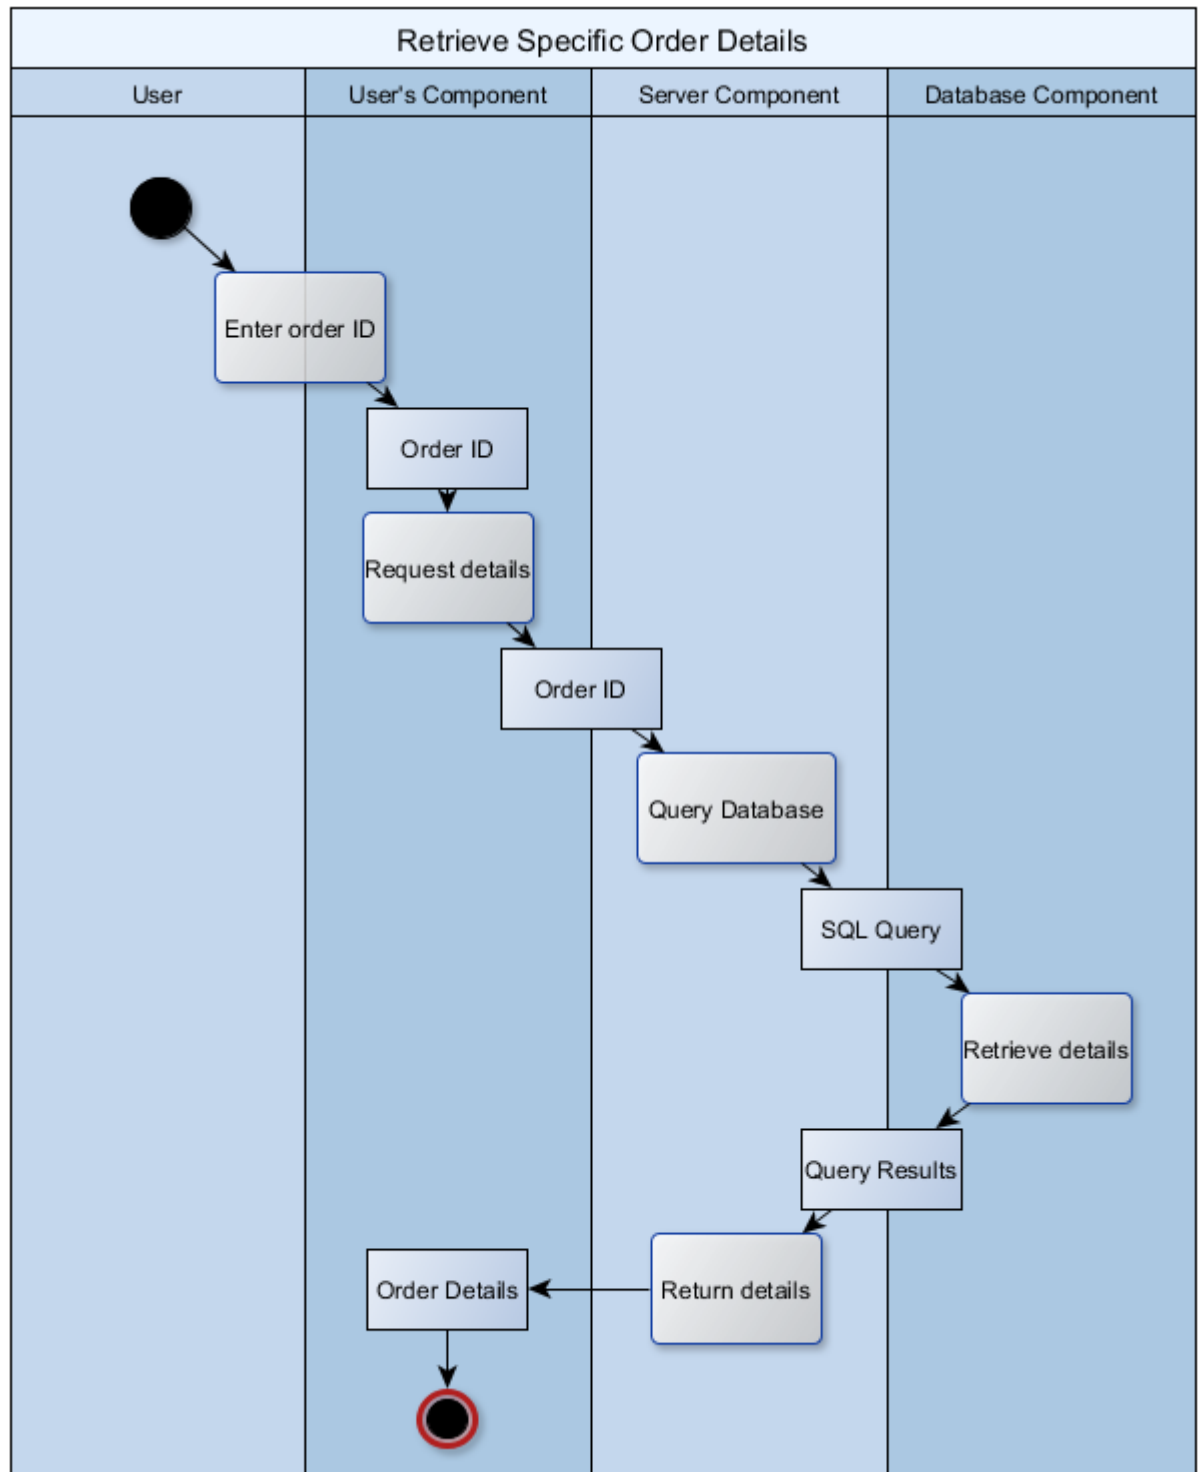 Retrieve Specific Order Details
User
User's Component
Server Component
Database Component
Enter order ID
Order ID
Request details
Order ID
Query Database
SQL Query
Retrieve details
Query Results
Order Details
Return details